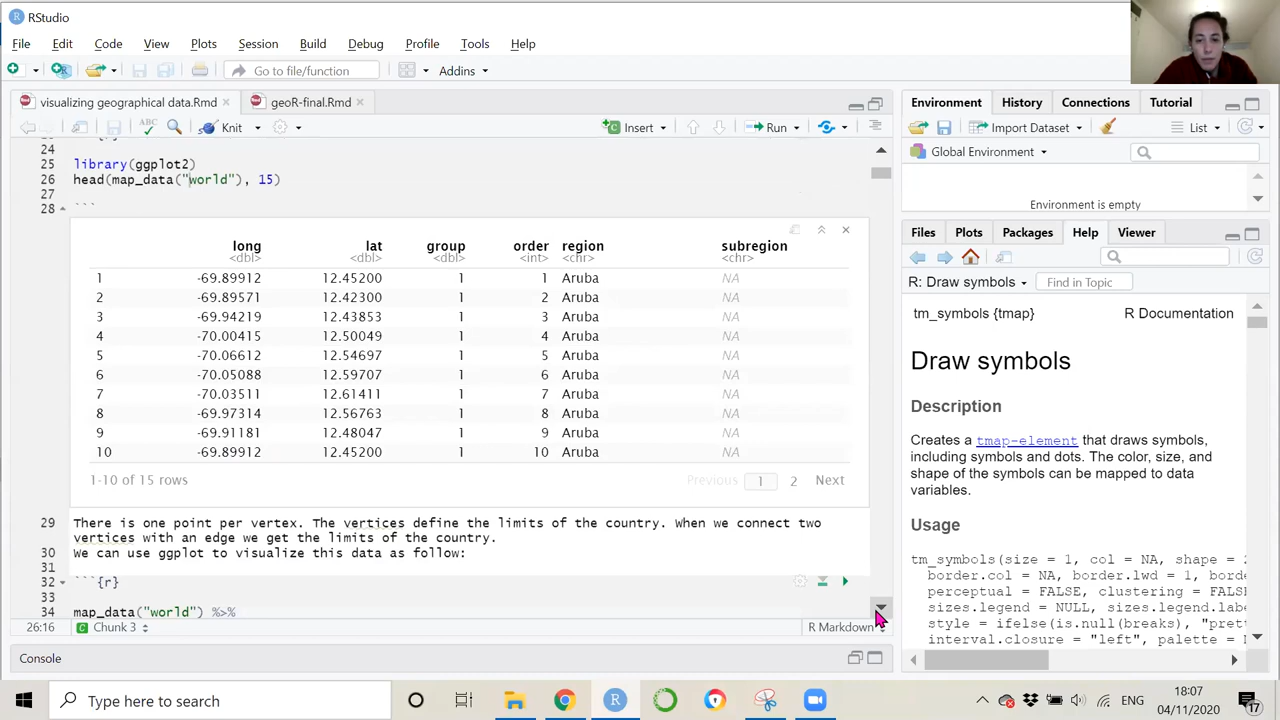 RStudio
File Edit Code View Plots Session Build Debug Profile Tools Help
Go to file/function Addins
visualizing geographical data.Rmd geoR-final.Rmd
ABC Knit Insert Run
24
25 library(ggplot2)
26 head(map_data("world"), 15)
27
28 ```
long lat group order region subregion
<dbl> <dbl> <dbl> <int> <chr> <chr>
1 -69.89912 12.45200 1 1 Aruba NA
2 -69.89571 12.42300 1 2 Aruba NA
3 -69.94219 12.43853 1 3 Aruba NA
4 -70.00415 12.50049 1 4 Aruba NA
5 -70.06612 12.54697 1 5 Aruba NA
6 -70.05088 12.59707 1 6 Aruba NA
7 -70.03511 12.61411 1 7 Aruba NA
8 -69.97314 12.56763 1 8 Aruba NA
9 -69.91181 12.48047 1 9 Aruba NA
10 -69.89912 12.45200 1 10 Aruba NA
1-10 of 15 rows Previous 1 2 Next
29 There is one point per vertex. The vertices define the limits of the country. When we connect two
vertices with an edge we get the limits of the country.
30 We can use ggplot to visualize this data as follow:
31
32 ```{r}
33
34 map_data("world") %>%
26:16 Chunk 3 R Markdown
Console
Environment History Connections Tutorial
Import Dataset List
Global Environment
Environment is empty
Files Plots Packages Help Viewer
R: Draw symbols Find in Topic
tm_symbols {tmap} R Documentation
Draw symbols
Description
Creates a tmap-element that draws symbols,
including symbols and dots. The color, size, and
shape of the symbols can be mapped to data
variables.
Usage
tm_symbols(size = 1, col = NA, shape = 2
border.col = NA, border.lwd = 1, borde
perceptual = FALSE, clustering = FALSE
sizes.legend = NULL, sizes.legend.labe
style = ifelse(is.null(breaks), "pret
interval.closure = "left", palette = N
Type here to search
ENG
18:07
04/11/2020
17